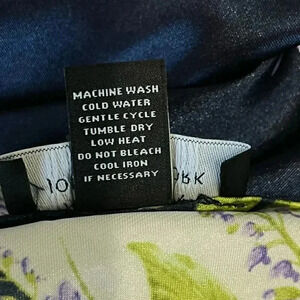 MACHINE WASH
COLD WATER
GENTLE CYCLE
TUMBLE DRY
LOW HEAT
DO NOT BLEACH
COOL IRON
IF NECESSARY